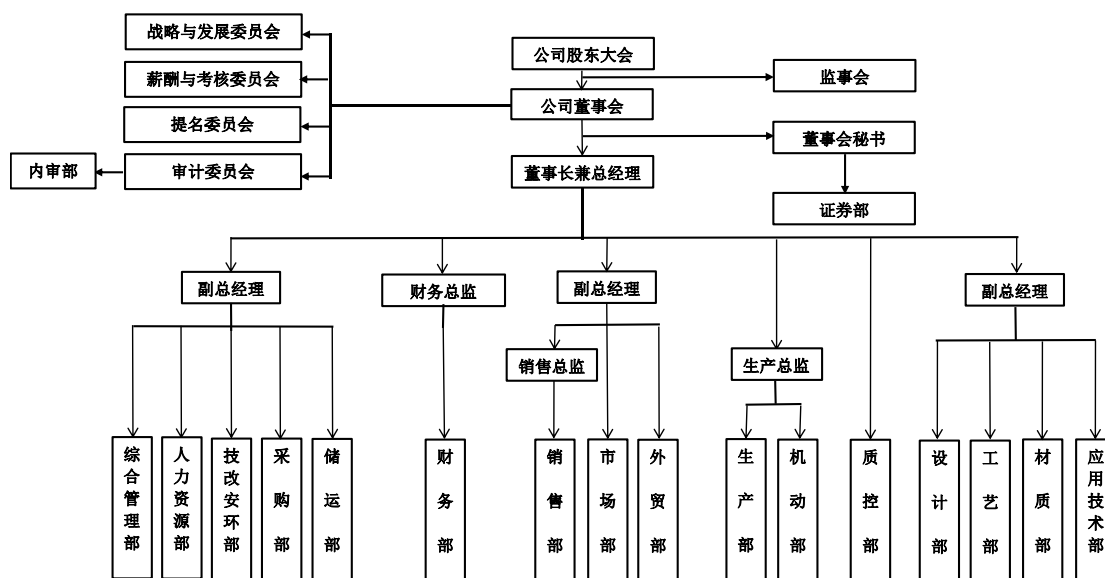 战略与发展委员会
公司股东大会
薪酬与考核委员会
监事会
公司董事会
提名委员会
董事会秘书
内审部
审计委员会
董事长兼总经理
证券部
副总经理
财务总监
副总经理
副总经理
销售总监
生产总监
综合管理部
人力资源部
技改安环部
采购部
储运部
财务部
销售部
市场部
外贸部
生产部
机动部
质控部
设计部
工艺部
材质部
应用技术部